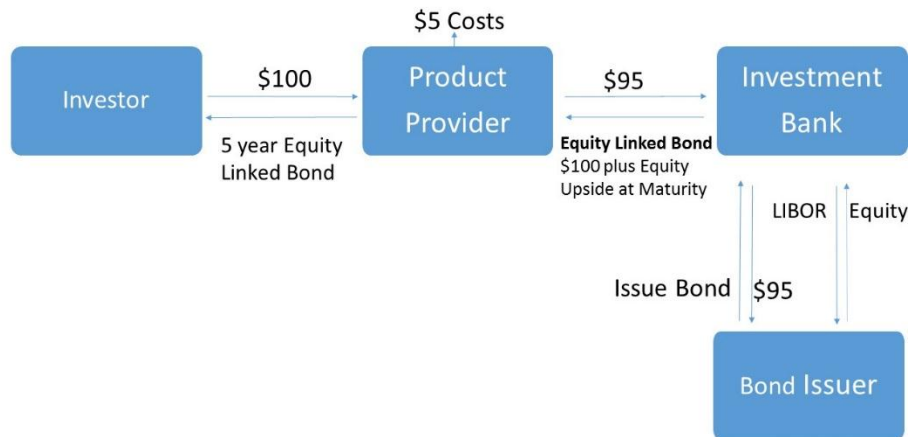 $5 Costs
Investor
$100
5 year Equity
Linked Bond
Product
Provider
$95
Equity Linked Bond
$100 plus Equity
Upside at Maturity
Investment
Bank
LIBOR
Equity
Issue Bond
$95
Bond Issuer